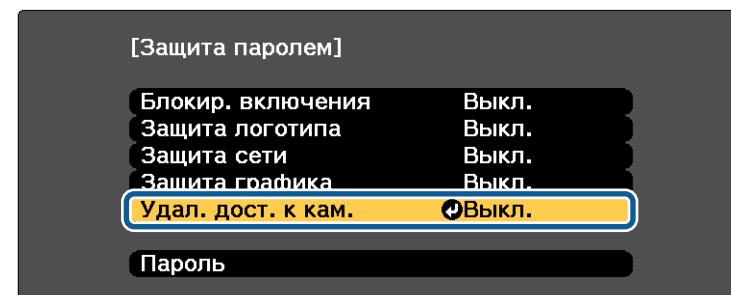 [Защита паролем]
Блокир. включения Выкл.
Защита логотипа Выкл.
Защита сети Выкл.
Защита графика Выкл.
Удал. дост. к кам. Выкл.
Пароль